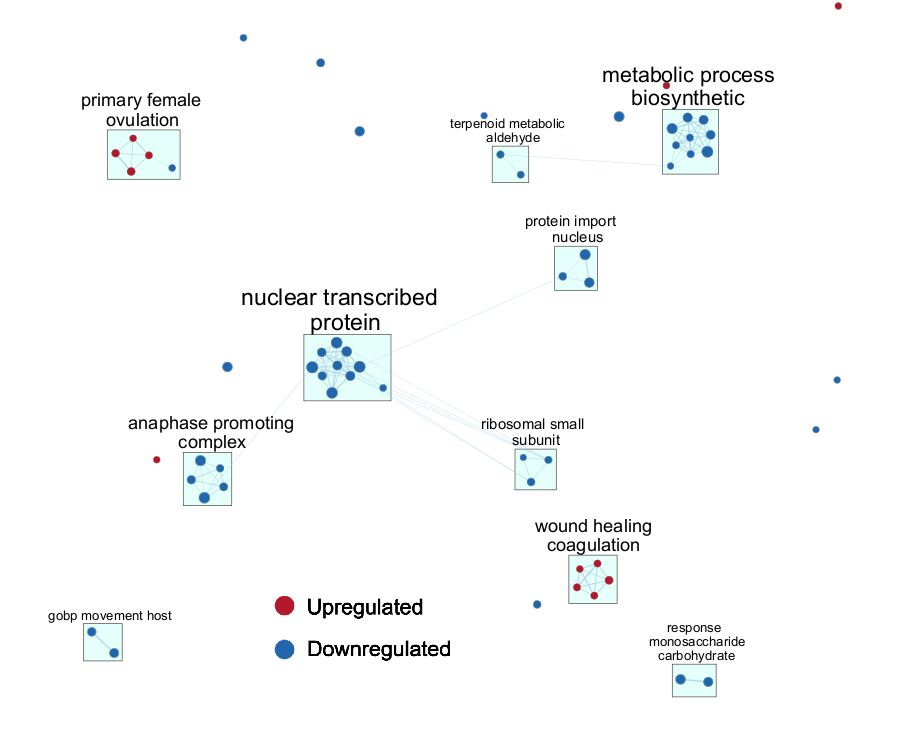 metabolic process
biosynthetic
primary female
ovulation
terpenoid metabolic
aldehyde
protein import
nucleus
nuclear transcribed
protein
anaphase promoting
complex
ribosomal small
subunit
wound healing
coagulation
Upregulated
Downregulated
gobp movement host
response
monosaccharide
carbohydrate